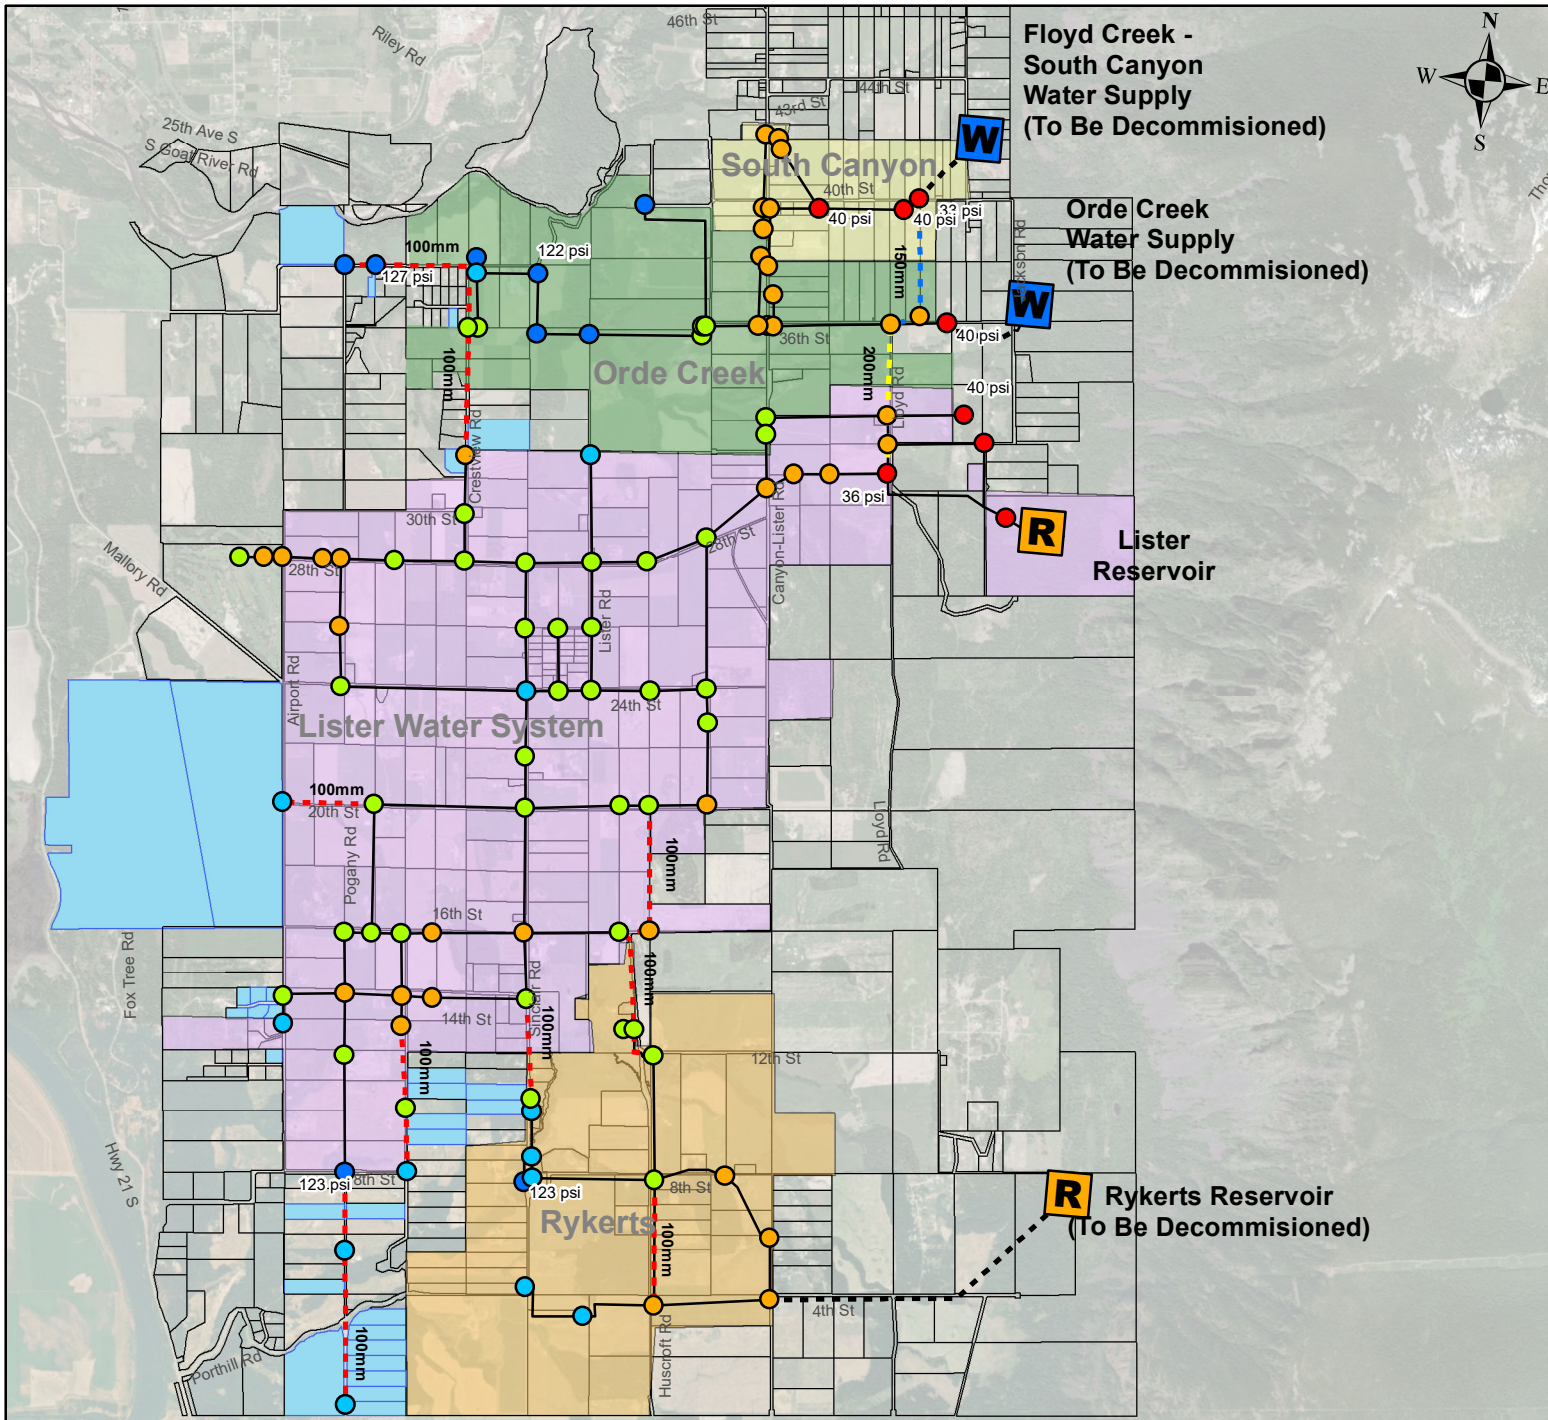 46th St
Riley Rd
Floyd Creek -
South Canyon
Water Supply
(To Be Decommisioned)
N
W
E
S
44th St
43rd St
25th Ave S
S Goat River Rd
W
South Canyon
40th St
40 psi
40 psi
33 psi
Orde Creek
Water Supply
(To Be Decommisioned)
100mm
122 psi
127 psi
150mm
W
36th St
40 psi
100mm
Orde Creek
200mm
Lloyd Rd
40 psi
Crestview Rd
30th St
Canyon-Lister Rd
36 psi
R
Lister
Reservoir
28th St
Mallory Rd
28th St
Lister Rd
Airport Rd
24th St
Lister Water System
100mm
20th St
Pogany Rd
100mm
Lloyd Rd
16th St
Fox Tree Rd
100mm
Sinclair Rd
14th St
100mm
100mm
12th St
Hwy 21 S
123 psi
8th St
123 psi
8th St
R
Rykerts Reservoir
(To Be Decommisioned)
Rykerts
100mm
4th St
100mm
Porthill Rd
Huscroft Rd